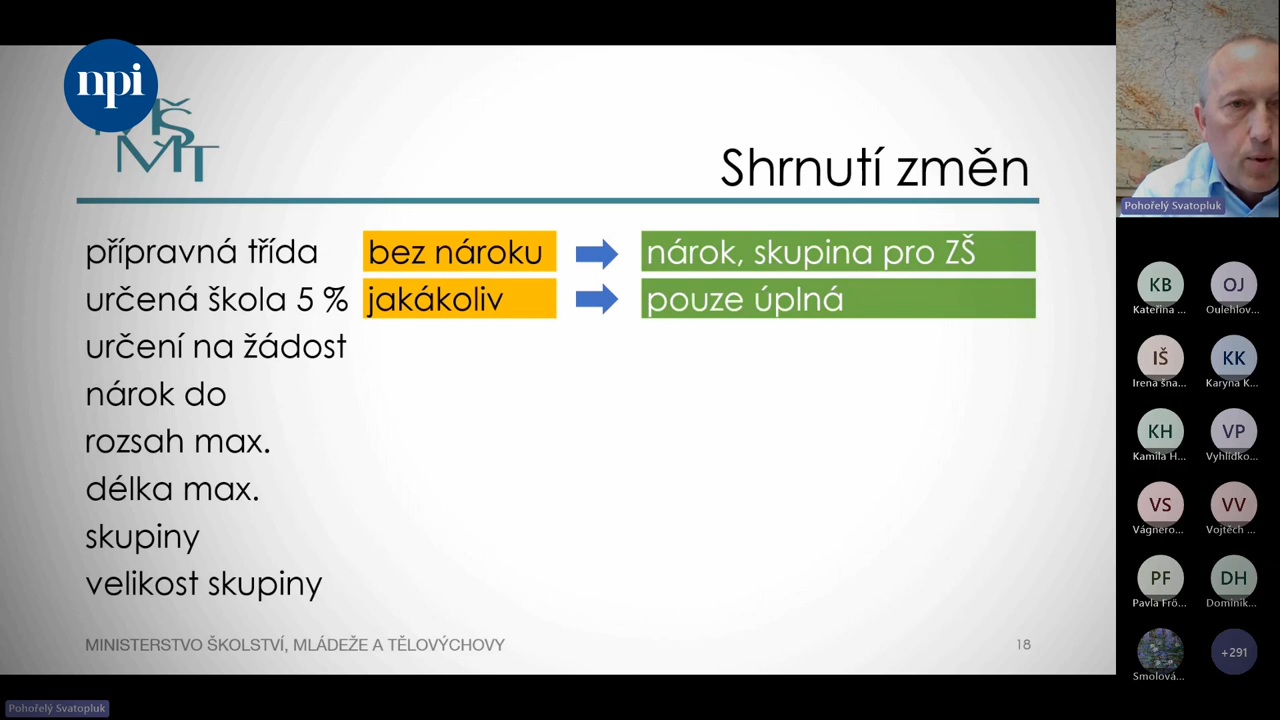 npi
MŠMT
Shrnutí změn
přípravná třída bez nároku nárok, skupina pro ZŠ
určená škola 5 % jakákoliv pouze úplná
určení na žádost
nárok do
rozsah max.
délka max.
skupiny
velikost skupiny
MINISTERSTVO ŠKOLSTVÍ, MLÁDEŽE A TĚLOVÝCHOVY 18
Pohořelý Svatopluk
KB OJ
Kateřina ... Oulehlov...
IŠ KK
Irena šna... Karyna K...
KH VP
Kamila H... Vyhlídko...
VS VV
Vágnero... Vojtěch ...
PF DH
Pavla Frö... Dominik...
+291
Smolová...
Pohořelý Svatopluk